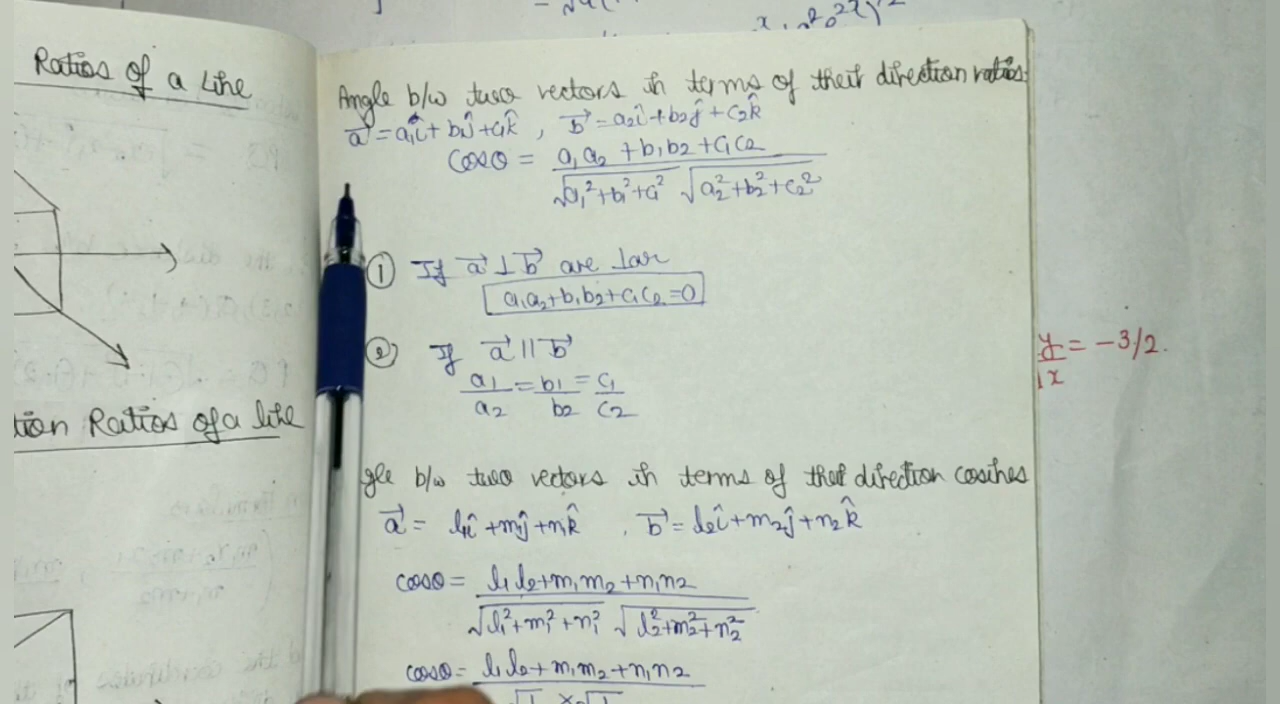 Ratios of a Line
tion Ratios of a line
Angle b/w two vectors in terms of their direction ratios:
a⃗ = a₁î + b₁ĵ + c₁k̂ , b⃗ = a₂î + b₂ĵ + c₂k̂
cosθ = a₁a₂ + b₁b₂ + c₁c₂ / √a₁² + b₁² + c₁² √a₂² + b₂² + c₂²
① If a⃗ ⊥ b⃗ are ⊥ar
a₁a₂ + b₁b₂ + c₁c₂ = 0
② If a⃗ || b⃗
a₁/a₂ = b₁/b₂ = c₁/c₂
gle b/w two vectors in terms of their direction cosines
a⃗ = l₁î + m₁ĵ + n₁k̂ , b⃗ = l₂î + m₂ĵ + n₂k̂
cosθ = l₁l₂ + m₁m₂ + n₁n₂ / √l₁² + m₁² + n₁² √l₂² + m₂² + n₂²
cosθ = l₁l₂ + m₁m₂ + n₁n₂ / √1 × √1
y/x = -3/2.